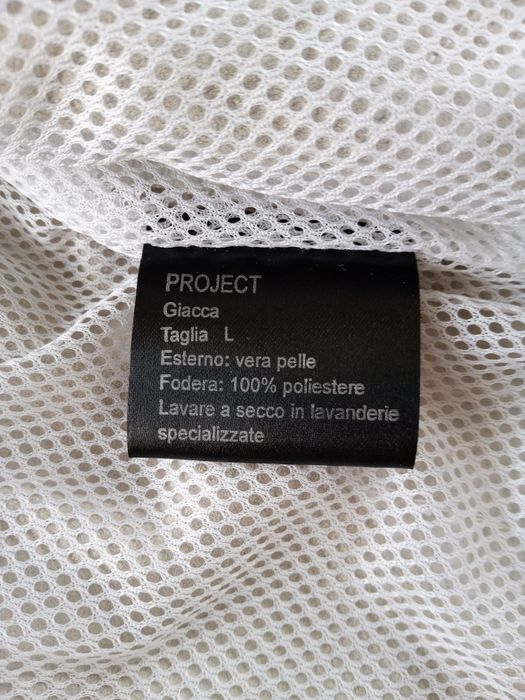 PROJECT
Giacca
Taglia L
Esterno: vera pelle
Fodera: 100% poliestere
Lavare a secco in lavanderie
specializzate